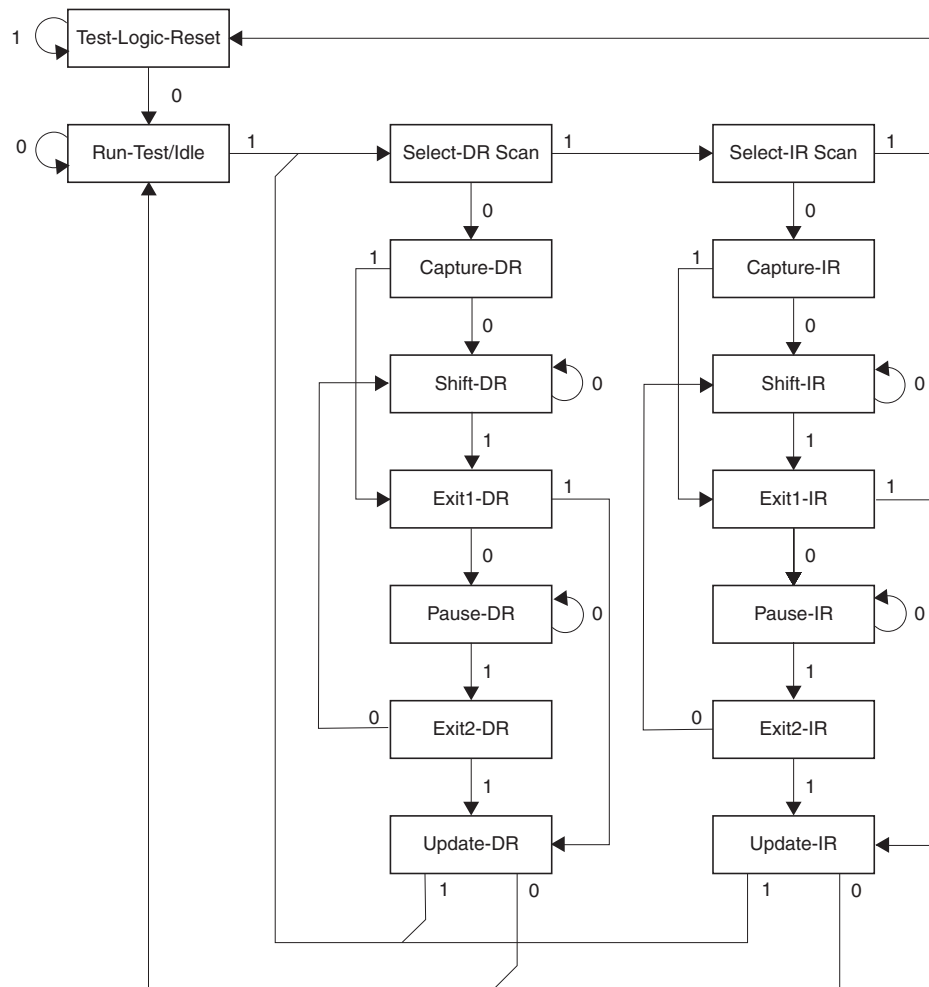 1
Test-Logic-Reset
0
0
Run-Test/Idle
1
Select-DR Scan
1
Select-IR Scan
1
0
0
1
Capture-DR
1
Capture-IR
0
0
Shift-DR
0
Shift-IR
0
1
1
Exit1-DR
1
Exit1-IR
1
0
0
Pause-DR
0
Pause-IR
0
1
1
0
Exit2-DR
0
Exit2-IR
1
1
Update-DR
Update-IR
1
0
1
0